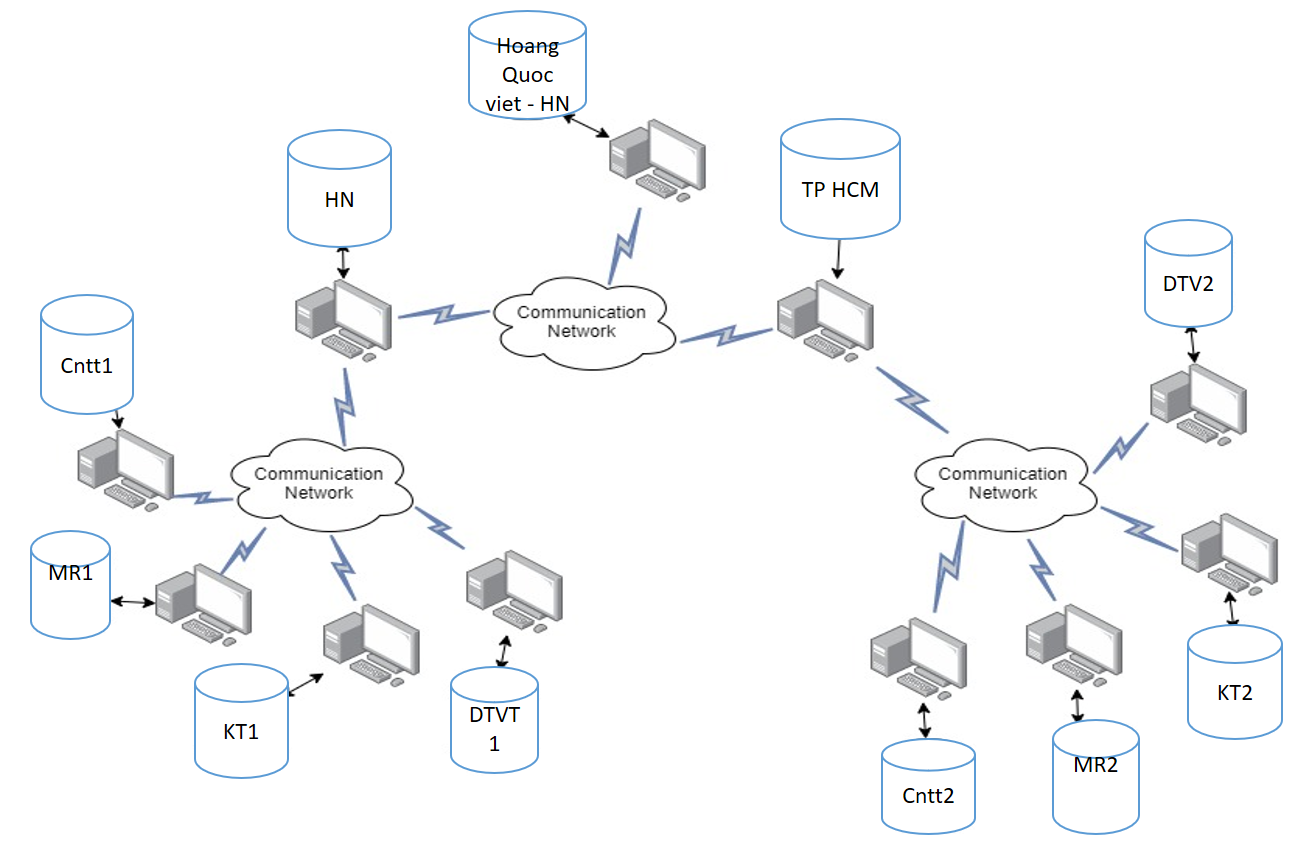 Hoang
Quoc
viet - HN
HN
TP HCM
DTV2
Communication
Network
Cntt1
Communication
Network
Communication
Network
MR1
KT1
DTVT
1
KT2
MR2
Cntt2